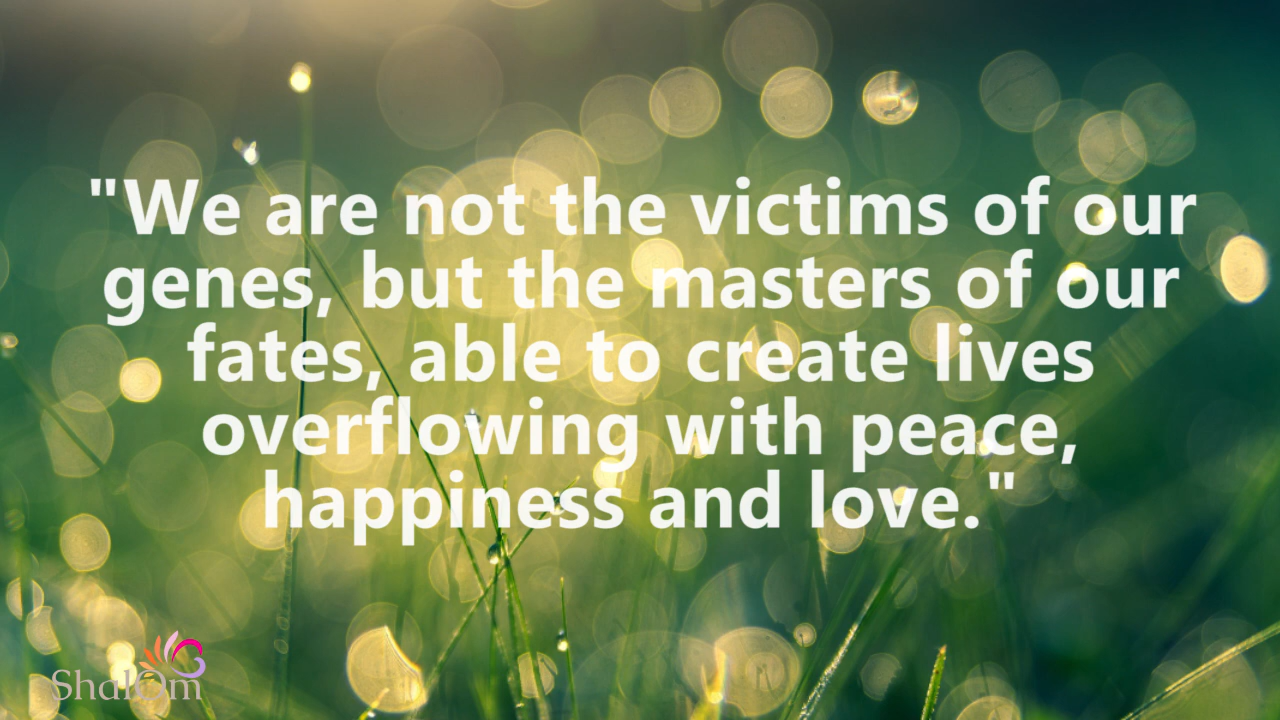 "We are not the victims of our
genes, but the masters of our
fates, able to create lives
overflowing with peace,
happiness and love."
ShalOm